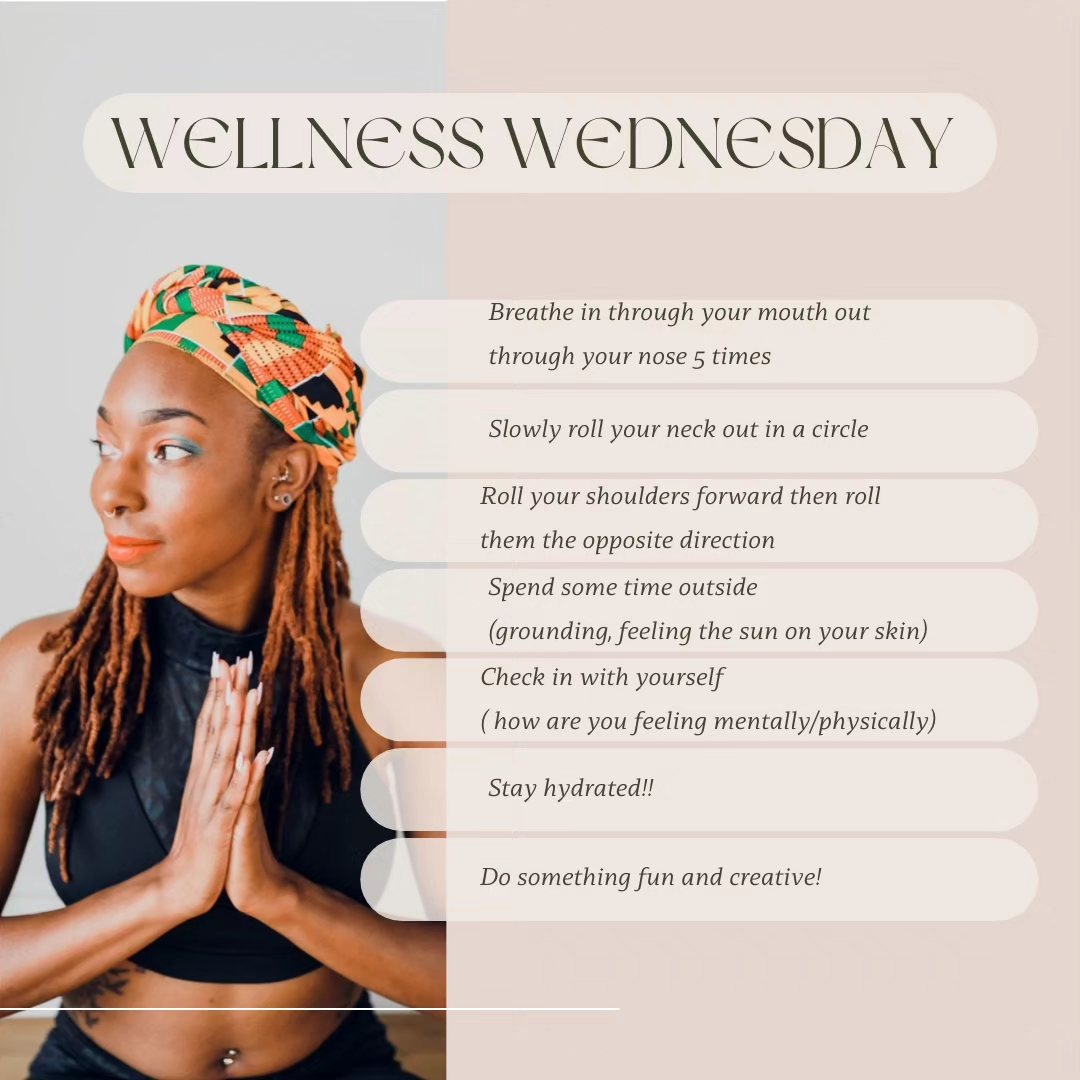 WELLNESS WEDNESDAY
Breathe in through your mouth out
through your nose 5 times
Slowly roll your neck out in a circle
Roll your shoulders forward then roll
them the opposite direction
Spend some time outside
(grounding, feeling the sun on your skin)
Check in with yourself
( how are you feeling mentally/physically)
Stay hydrated!!
Do something fun and creative!